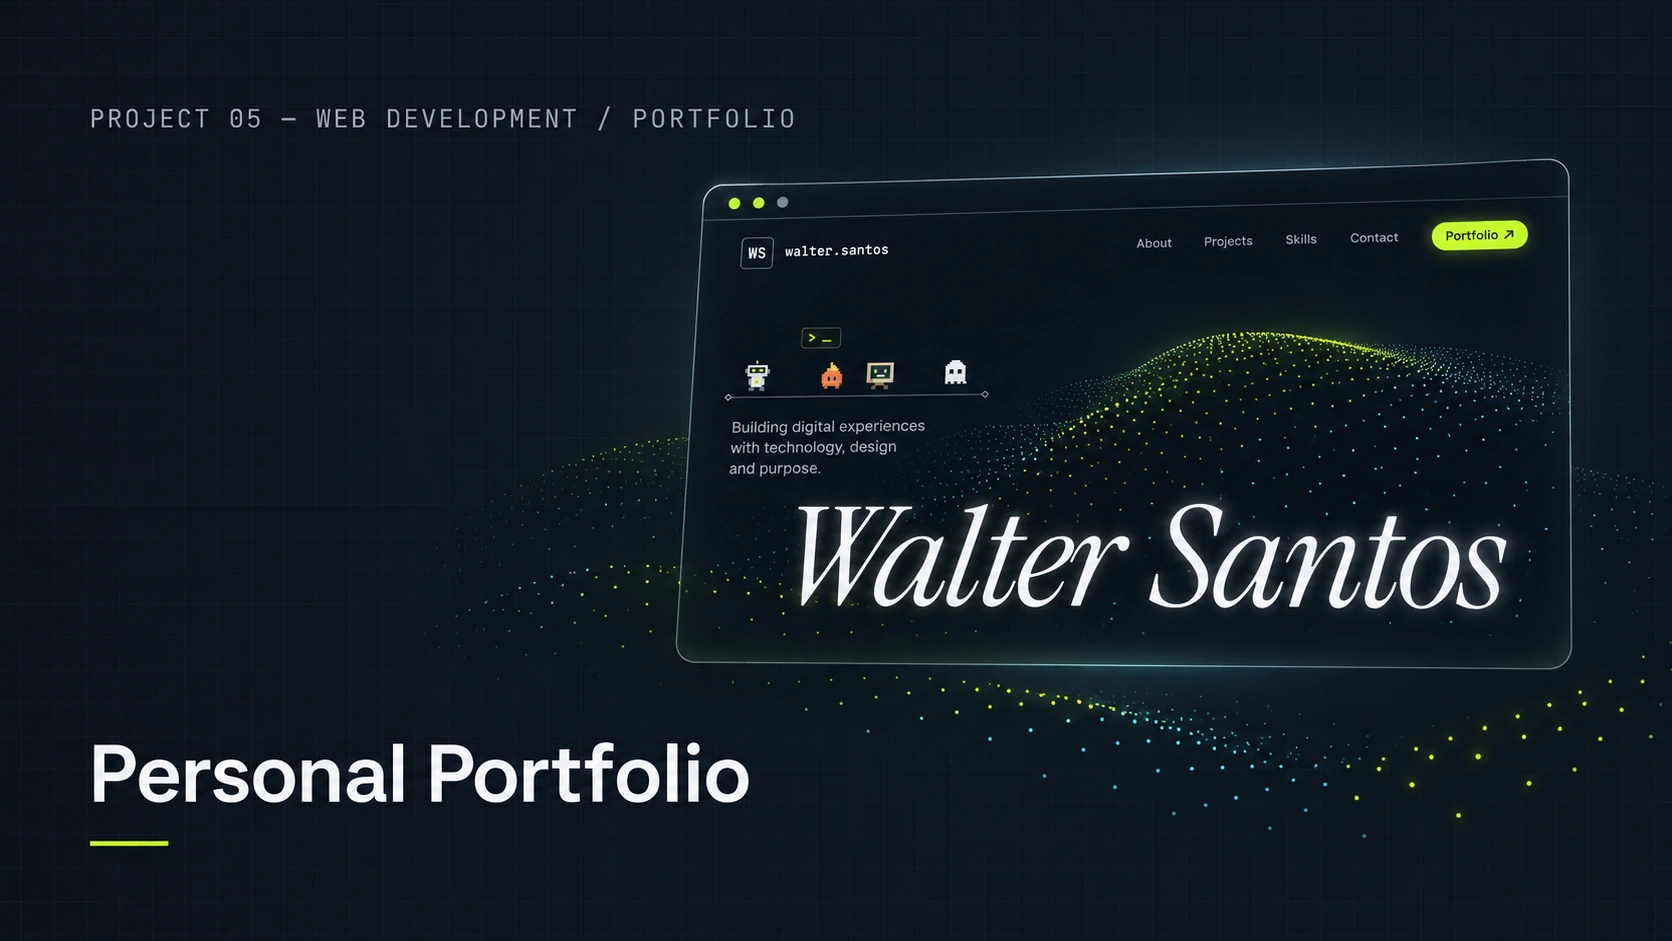 PROJECT 05 — WEB DEVELOPMENT / PORTFOLIO
WS walter.santos
About Projects Skills Contact Portfolio ↗
>_
Building digital experiences
with technology, design
and purpose.
Walter Santos
Personal Portfolio